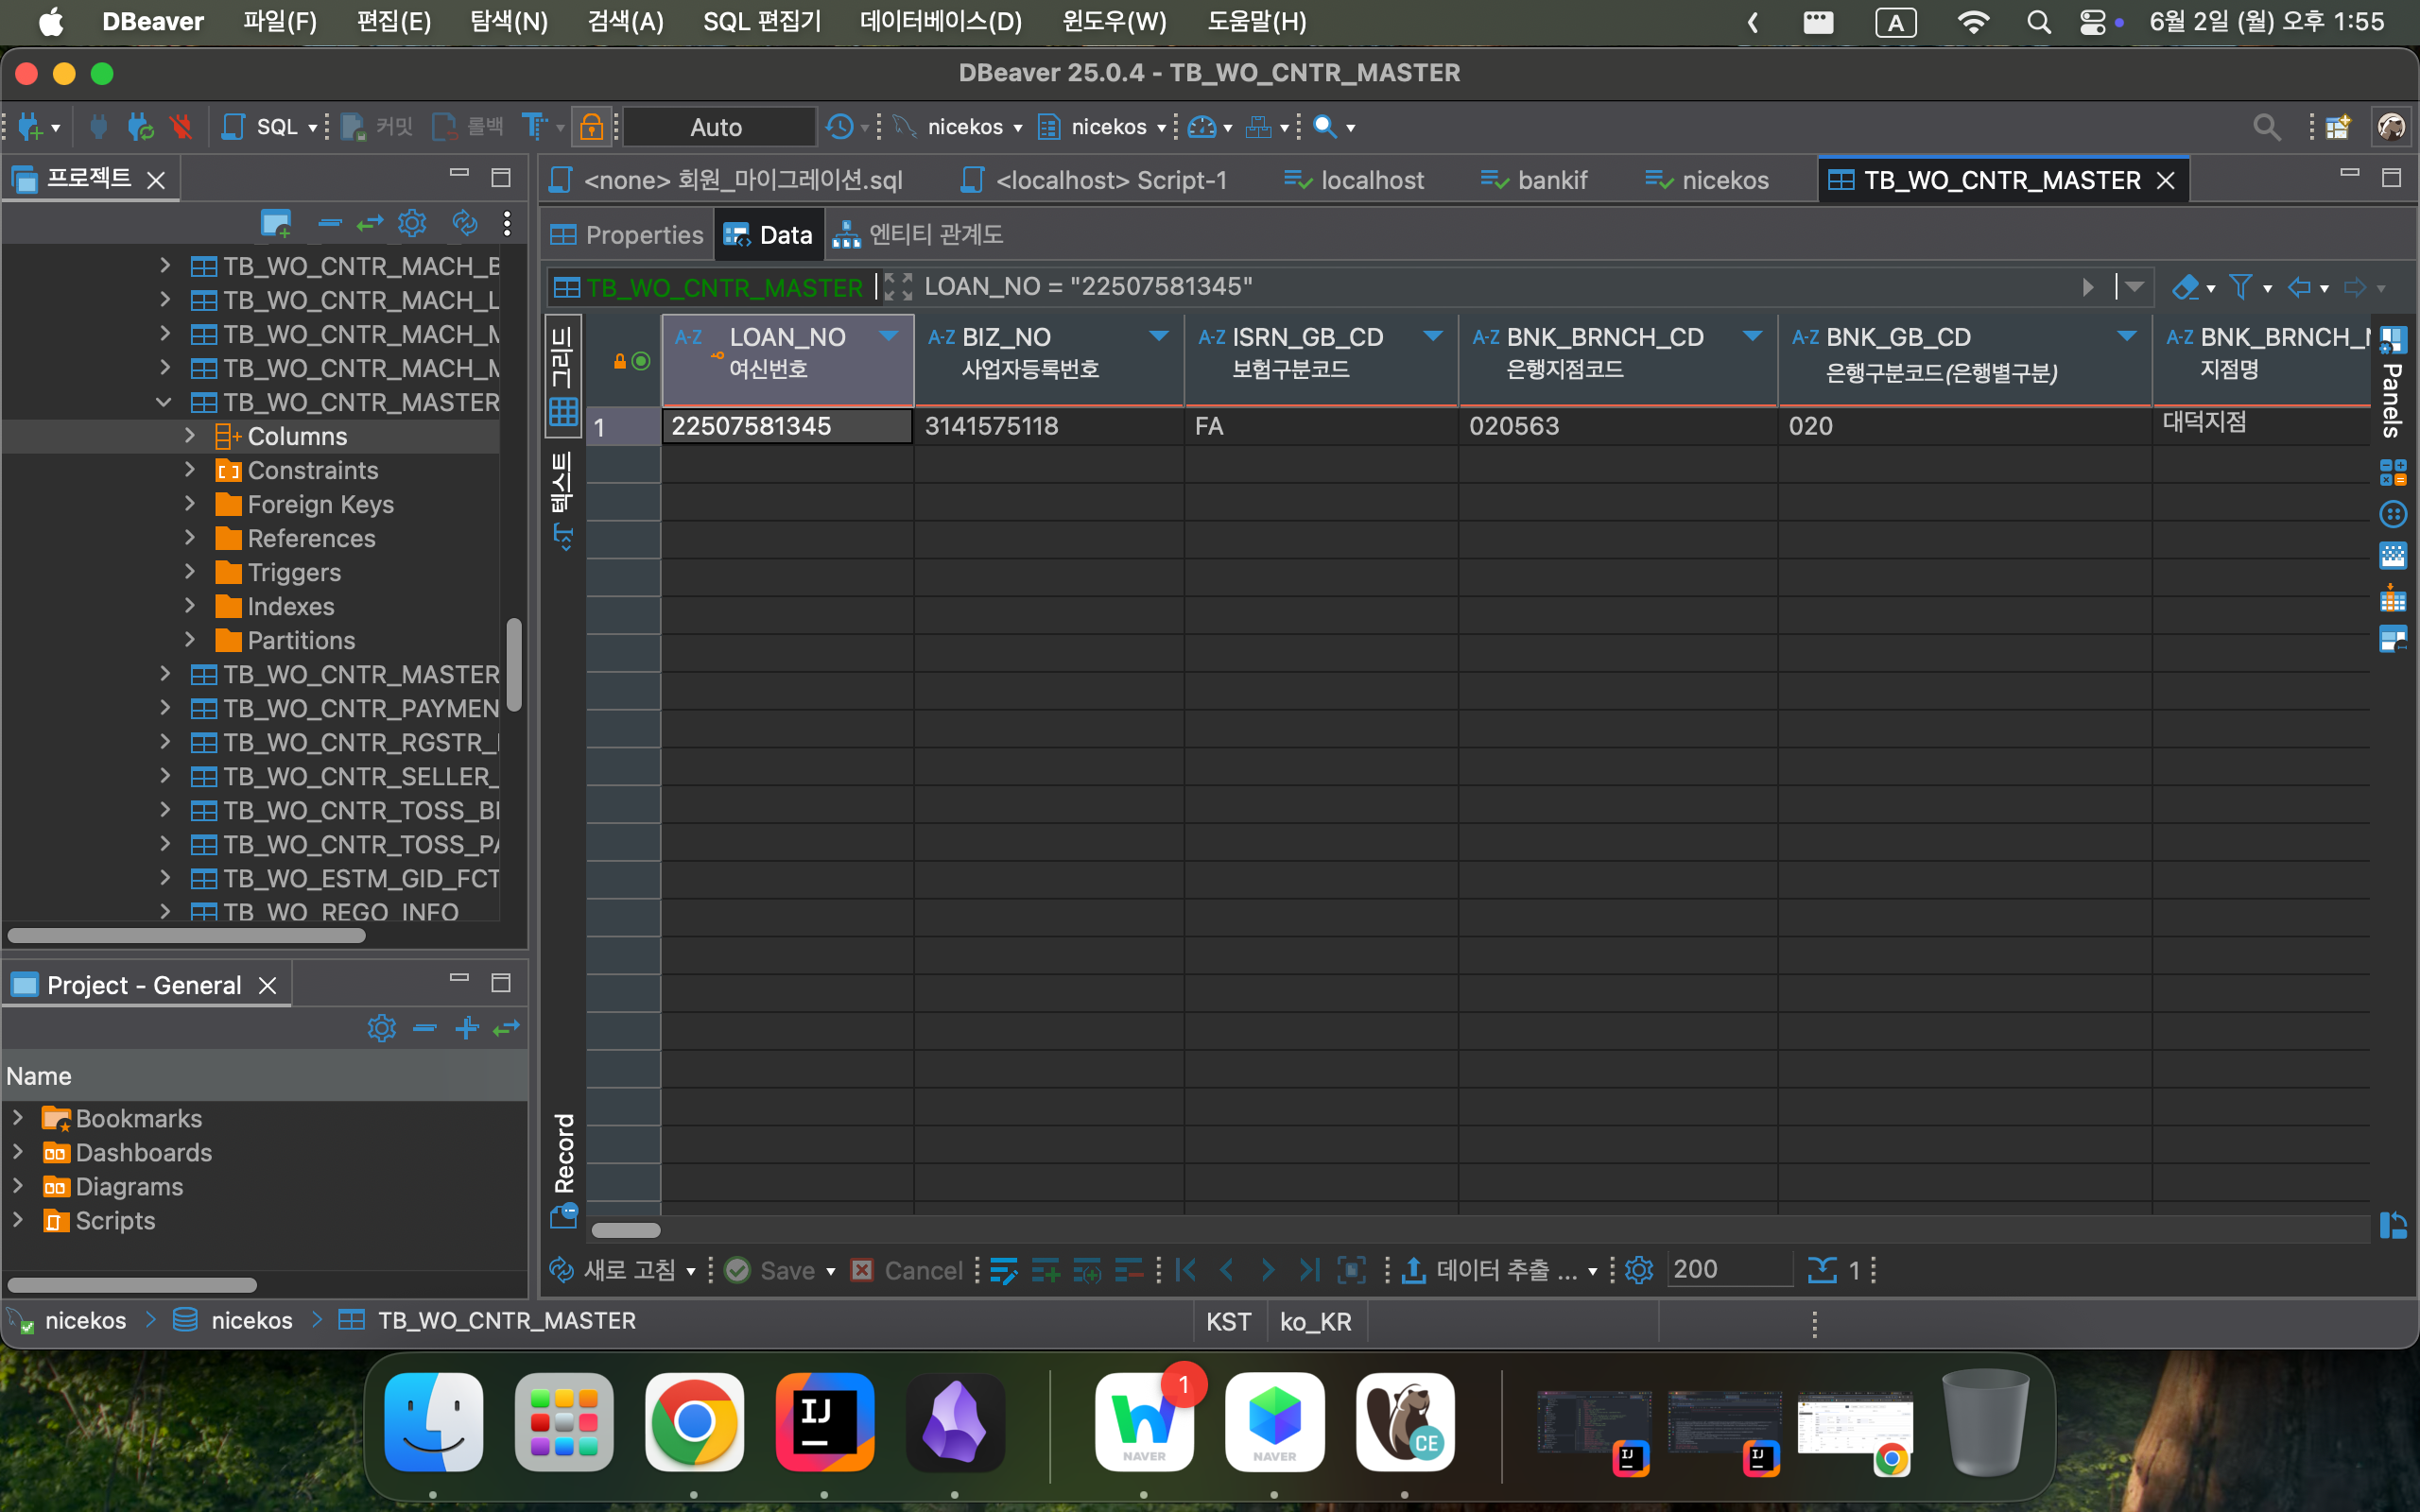 DBeaver 파일(F) 편집(E) 탐색(N) 검색(A) SQL 편집기 데이터베이스(D) 윈도우(W) 도움말(H) A 6월 2일 (월) 오후 1:55
DBeaver 25.0.4 - TB_WO_CNTR_MASTER
SQL 커밋 롤백 Auto nicekos nicekos
프로젝트
<none> 회원_마이그레이션.sql <localhost> Script-1 localhost bankif nicekos TB_WO_CNTR_MASTER
Properties Data 엔티티 관계도
TB_WO_CNTR_MASTER LOAN_NO = "22507581345"
TB_WO_CNTR_MACH_B
TB_WO_CNTR_MACH_L
TB_WO_CNTR_MACH_M
TB_WO_CNTR_MACH_M
TB_WO_CNTR_MASTER
Columns
Constraints
Foreign Keys
References
Triggers
Indexes
Partitions
TB_WO_CNTR_MASTER
TB_WO_CNTR_PAYMEN
TB_WO_CNTR_RGSTR_
TB_WO_CNTR_SELLER_
TB_WO_CNTR_TOSS_BI
TB_WO_CNTR_TOSS_PA
TB_WO_ESTM_GID_FCT
TB_WO_REGO_INFO
그리드
텍스트
Record
A-Z LOAN_NO A-Z BIZ_NO A-Z ISRN_GB_CD A-Z BNK_BRNCH_CD A-Z BNK_GB_CD A-Z BNK_BRNCH_N
여신번호 사업자등록번호 보험구분코드 은행지점코드 은행구분코드(은행별구분) 지점명
1 22507581345 3141575118 FA 020563 020 대덕지점
Panels
Project - General
Name
Bookmarks
Dashboards
Diagrams
Scripts
새로 고침 Save Cancel 데이터 추출 ... 200 1
nicekos nicekos TB_WO_CNTR_MASTER KST ko_KR
IJ
NAVER
1
NAVER
CE
IJ
IJ